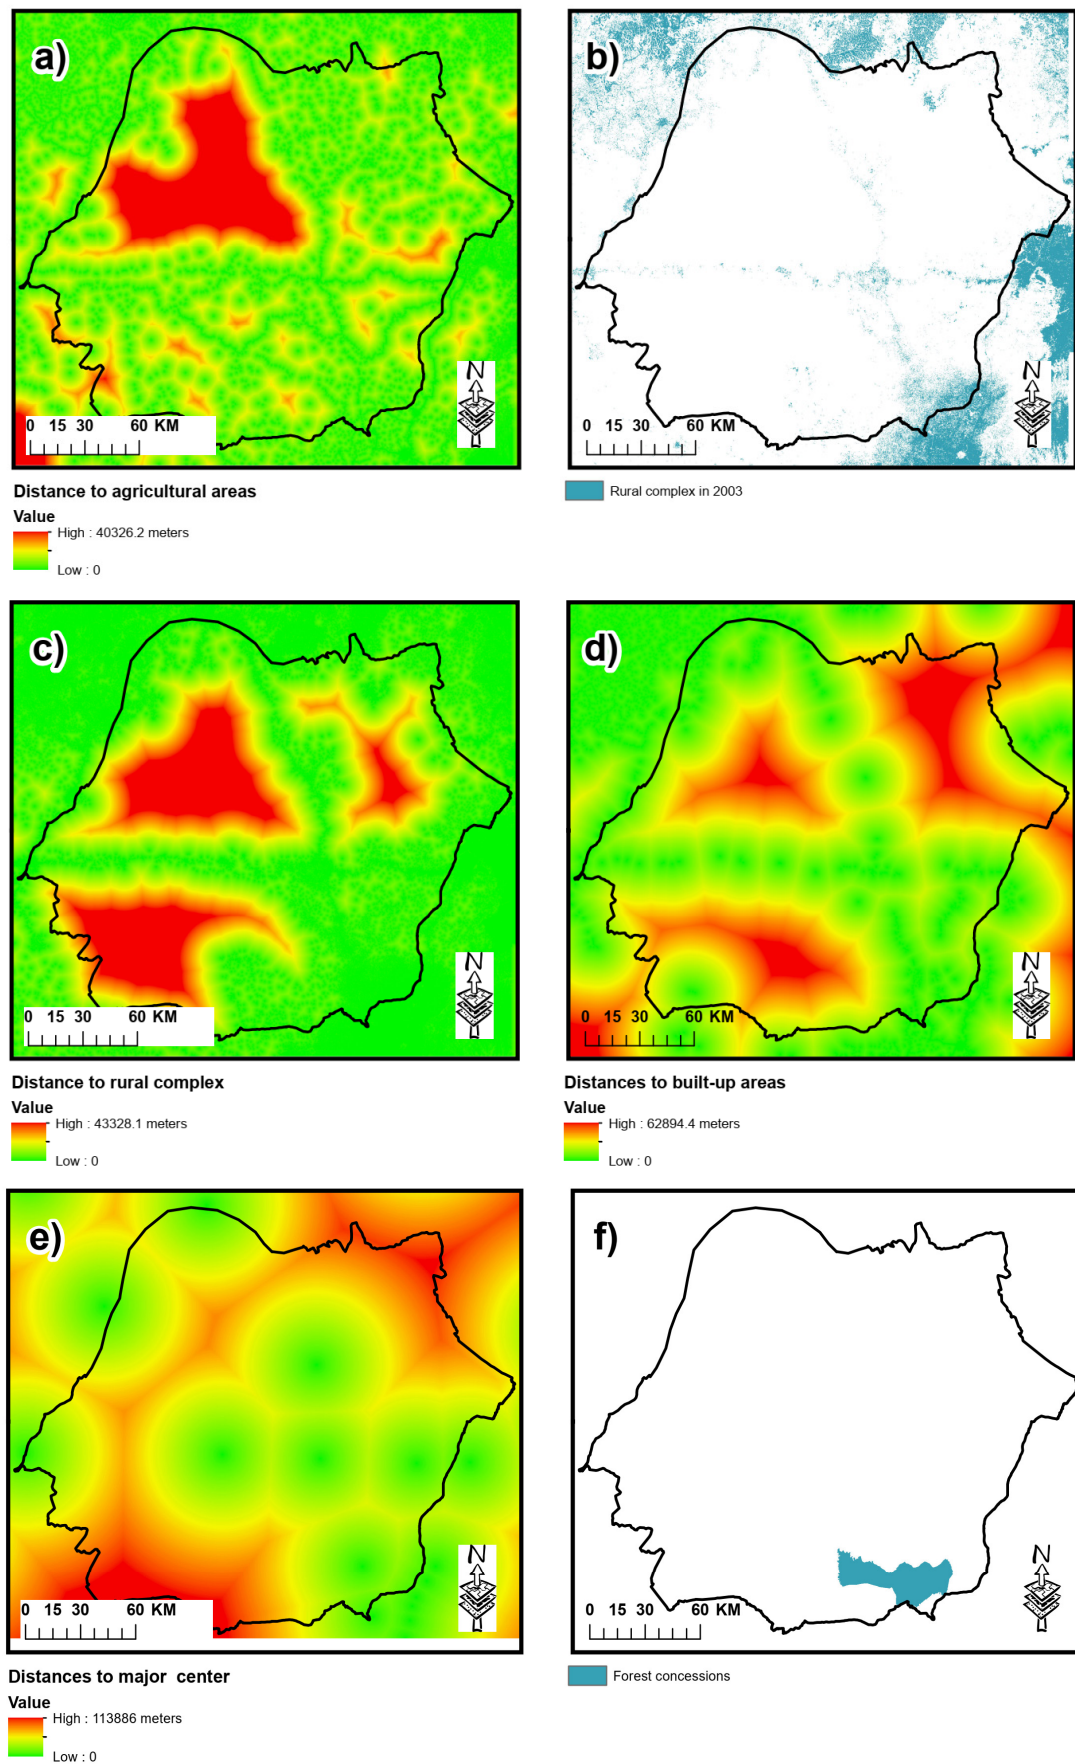 a)
N
0 15 30 60 KM
Distance to agricultural areas
Value
High : 40326.2 meters
Low : 0
b)
N
0 15 30 60 KM
Rural complex in 2003
c)
N
0 15 30 60 KM
Distance to rural complex
Value
High : 43328.1 meters
Low : 0
d)
N
0 15 30 60 KM
Distances to built-up areas
Value
High : 62894.4 meters
Low : 0
e)
N
0 15 30 60 KM
Distances to major center
Value
High : 113886 meters
Low : 0
f)
N
0 15 30 60 KM
Forest concessions